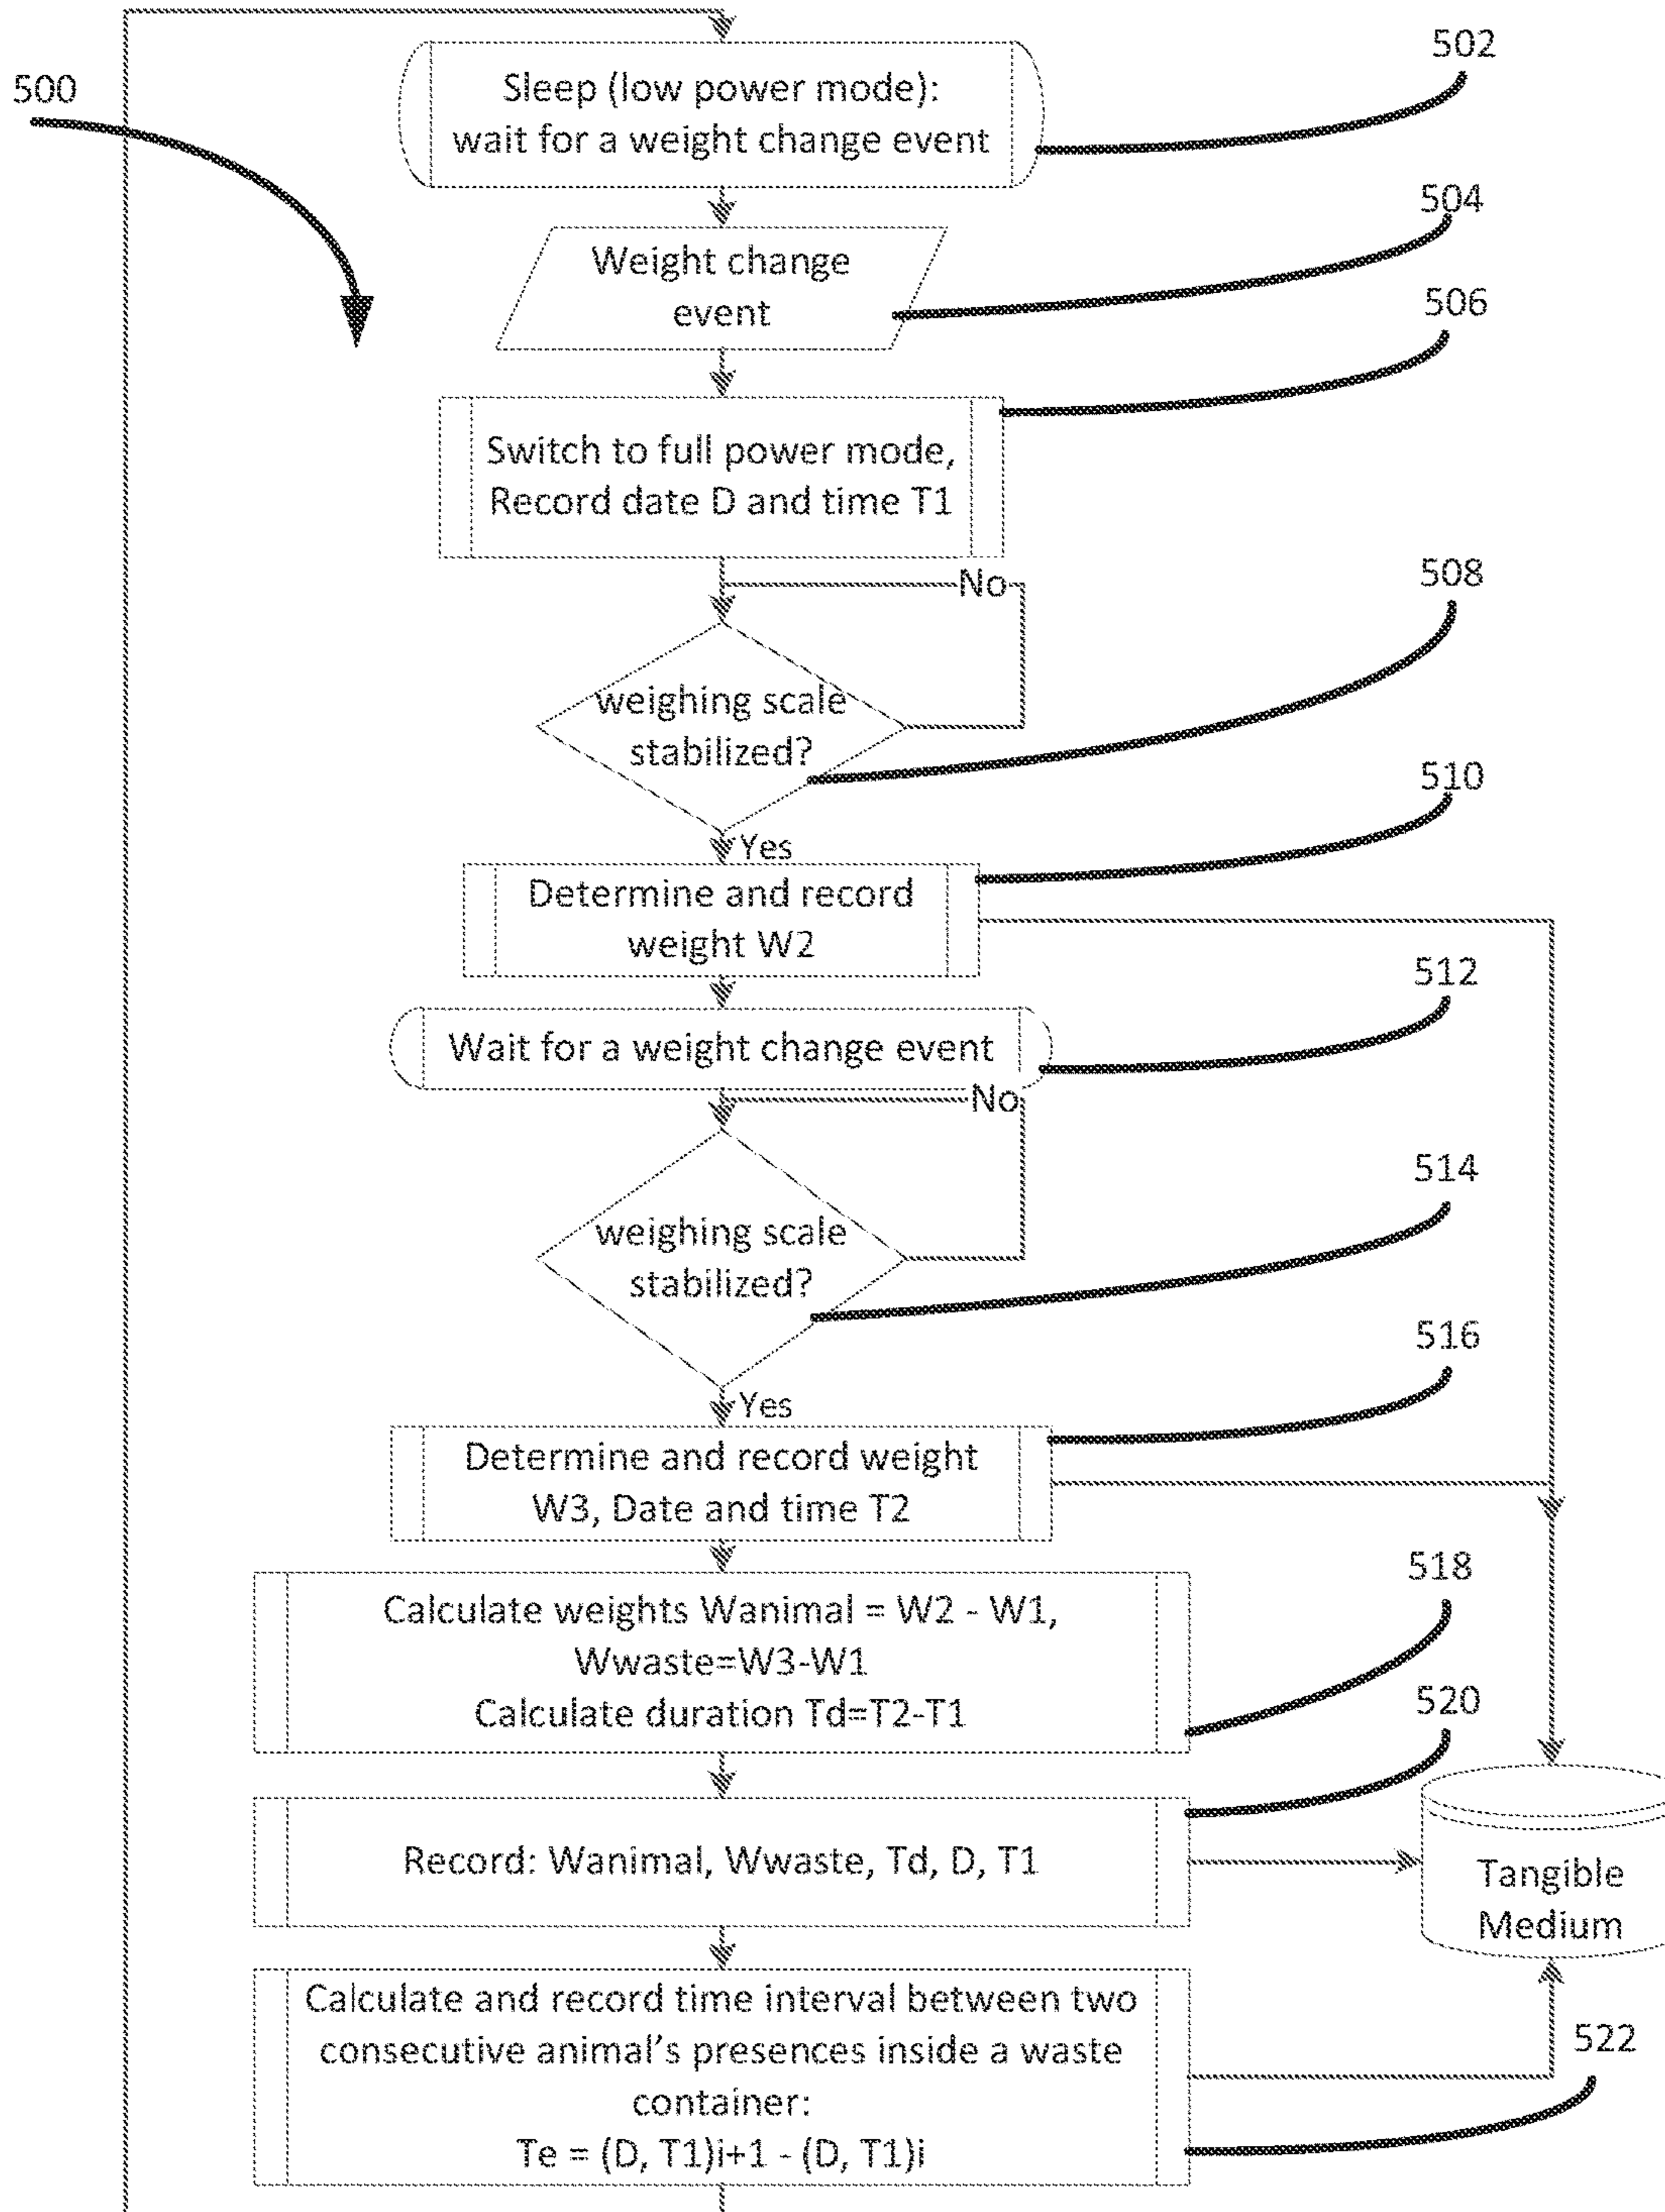 500
502
Sleep (low power mode):
wait for a weight change event
504
Weight change
event
506
Switch to full power mode,
Record date D and time T1
508
No
weighing scale
stabilized?
Yes
510
Determine and record
weight W2
512
Wait for a weight change event
No
514
weighing scale
stabilized?
Yes
516
Determine and record weight
W3, Date and time T2
518
Calculate weights Wanimal = W2 - W1,
Wwaste=W3-W1
Calculate duration Td=T2-T1
520
Record: Wanimal, Wwaste, Td, D, T1
Tangible
Medium
522
Calculate and record time interval between two
consecutive animal's presences inside a waste
container:
Te = (D, T1)i+1 - (D, T1)i